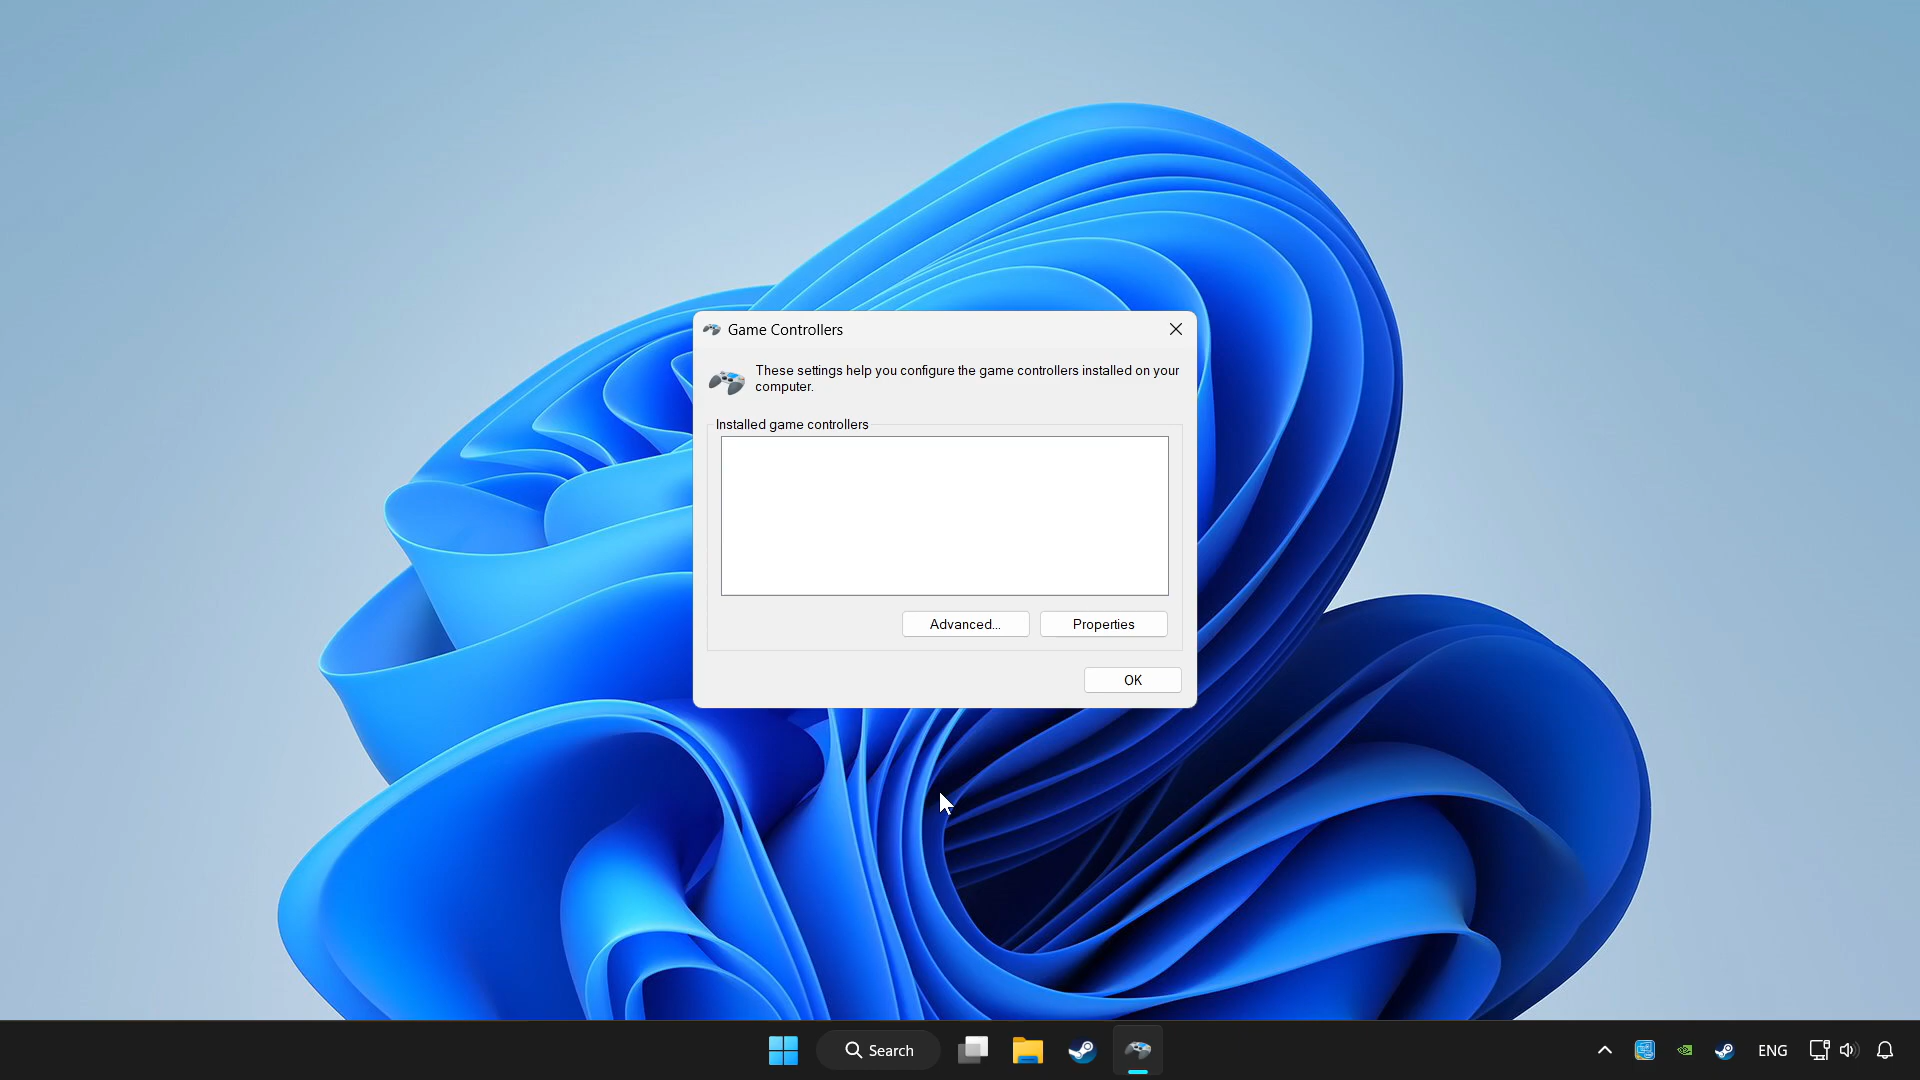 Game Controllers
These settings help you configure the game controllers installed on your
computer.
Installed game controllers
Advanced...
Properties
OK
Search
ENG